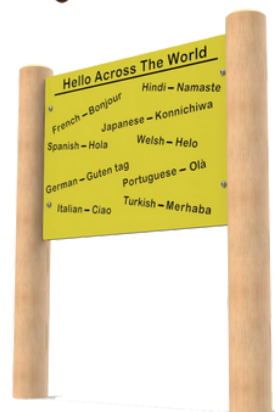 Hello Across The World
Hindi – Namaste
French – Bonjour
Japanese – Konnichiwa
Spanish – Hola
Welsh – Helo
German – Guten tag
Portuguese – Olà
Italian – Ciao
Turkish – Merhaba